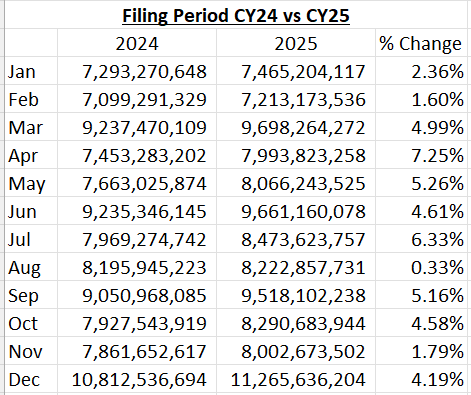 Filing Period CY24 vs CY25
2024 2025 % Change
Jan 7,293,270,648 7,465,204,117 2.36%
Feb 7,099,291,329 7,213,173,536 1.60%
Mar 9,237,470,109 9,698,264,272 4.99%
Apr 7,453,283,202 7,993,823,258 7.25%
May 7,663,025,874 8,066,243,525 5.26%
Jun 9,235,346,145 9,661,160,078 4.61%
Jul 7,969,274,742 8,473,623,757 6.33%
Aug 8,195,945,223 8,222,857,731 0.33%
Sep 9,050,968,085 9,518,102,238 5.16%
Oct 7,927,543,919 8,290,683,944 4.58%
Nov 7,861,652,617 8,002,673,502 1.79%
Dec 10,812,536,694 11,265,636,204 4.19%